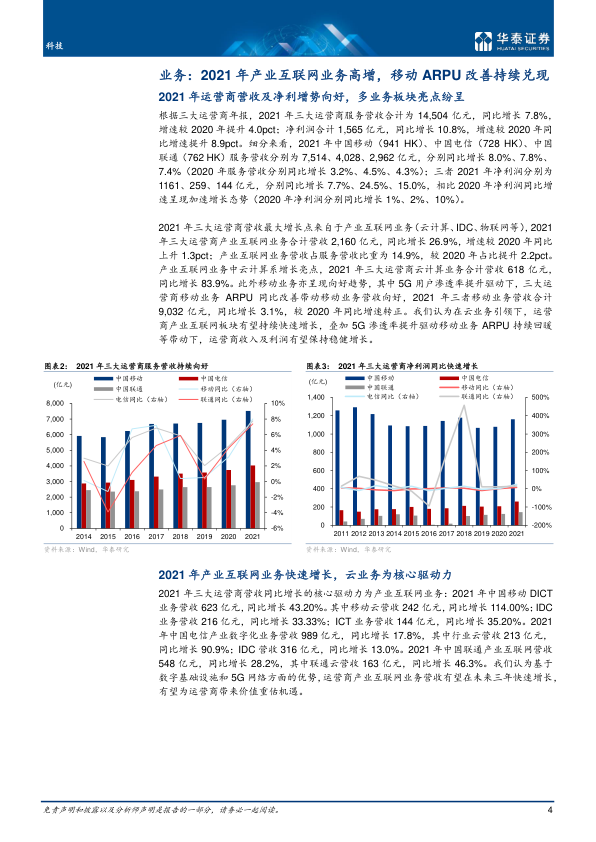 科技
华泰证券
HUATAI SECURITIES
业务：2021 年产业互联网业务高增，移动 ARPU 改善持续兑现
2021 年运营商营收及净利增势向好，多业务板块亮点纷呈
根据三大运营商年报，2021 年三大运营商服务营收合计为 14,504 亿元，同比增长 7.8%，
增速较 2020 年提升 4.0pct；净利润合计 1,565 亿元，同比增长 10.8%，增速较 2020 年同
比增速提升 8.9pct。细分来看，2021 年中国移动（941 HK）、中国电信（728 HK）、中国
联通（762 HK）服务营收分别为 7,514、4,028、2,962 亿元，分别同比增长 8.0%、7.8%、
7.4%（2020 年服务营收分别同比增长 3.2%、4.5%、4.3%）；三者 2021 年净利润分别为
1161、259、144 亿元，分别同比增长 7.7%、24.5%、15.0%，相比 2020 年净利润同比增
速呈现加速增长态势（2020 年净利润分别同比增长 1%、2%、10%）。
2021 年三大运营商营收最大增长点来自于产业互联网业务（云计算、IDC、物联网等），2021
年三大运营商产业互联网业务合计营收 2,160 亿元，同比增长 26.9%，增速较 2020 年同比
上升 1.3pct；产业互联网业务营收占服务营收比重为 14.9%，较 2020 年占比提升 2.2pct。
产业互联网业务中云计算系增长亮点，2021 年三大运营商云计算业务合计营收 618 亿元，
同比增长 83.9%。此外移动业务亦呈现向好趋势，其中 5G 用户渗透率提升驱动下，三大运
营商移动业务 ARPU 同比改善带动移动业务营收向好，2021 年三者移动业务营收合计
9,032 亿元，同比增长 3.1%，较 2020 年同比增速转正。我们认为在云业务引领下，运营
商产业互联网板块有望持续快速增长，叠加 5G 渗透率提升驱动移动业务 ARPU 持续回暖
等带动下，运营商收入及利润有望保持稳健增长。
图表2： 2021 年三大运营商服务营收持续向好
（亿元）
中国移动 中国电信
中国联通 移动同比（右轴）
电信同比（右轴） 联通同比（右轴）
8,000 10%
7,000 8%
6,000 6%
5,000 4%
4,000 2%
3,000 0%
2,000 -2%
1,000 -4%
0 -6%
2014 2015 2016 2017 2018 2019 2020 2021
资料来源：Wind、华泰研究
图表3： 2021 年三大运营商净利润同比快速增长
（亿元）
中国移动 中国电信
中国联通 移动同比（右轴）
电信同比（右轴） 联通同比（右轴）
1,400 500%
1,200 400%
1,000 300%
800 200%
600 100%
400 0%
200 -100%
0 -200%
2011 2012 2013 2014 2015 2016 2017 2018 2019 2020 2021
资料来源：Wind、华泰研究
2021 年产业互联网业务快速增长，云业务为核心驱动力
2021 年三大运营商营收同比增长的核心驱动力为产业互联网业务：2021 年中国移动 DICT
业务营收 623 亿元，同比增长 43.20%。其中移动云营收 242 亿元，同比增长 114.00%；IDC
业务营收 216 亿元，同比增长 33.33%；ICT 业务营收 144 亿元，同比增长 35.20%。2021
年中国电信产业数字化业务营收 989 亿元，同比增长 17.8%，其中行业云营收 213 亿元，
同比增长 90.9%；IDC 营收 316 亿元，同比增长 13.0%。2021 年中国联通产业互联网营收
548 亿元，同比增长 28.2%，其中联通云营收 163 亿元，同比增长 46.3%。我们认为基于
数字基础设施和 5G 网络方面的优势，运营商产业互联网业务营收有望在未来三年快速增长，
有望为运营商带来价值重估机遇。
免责声明和披露以及分析师声明是报告的一部分，请务必一起阅读。
4